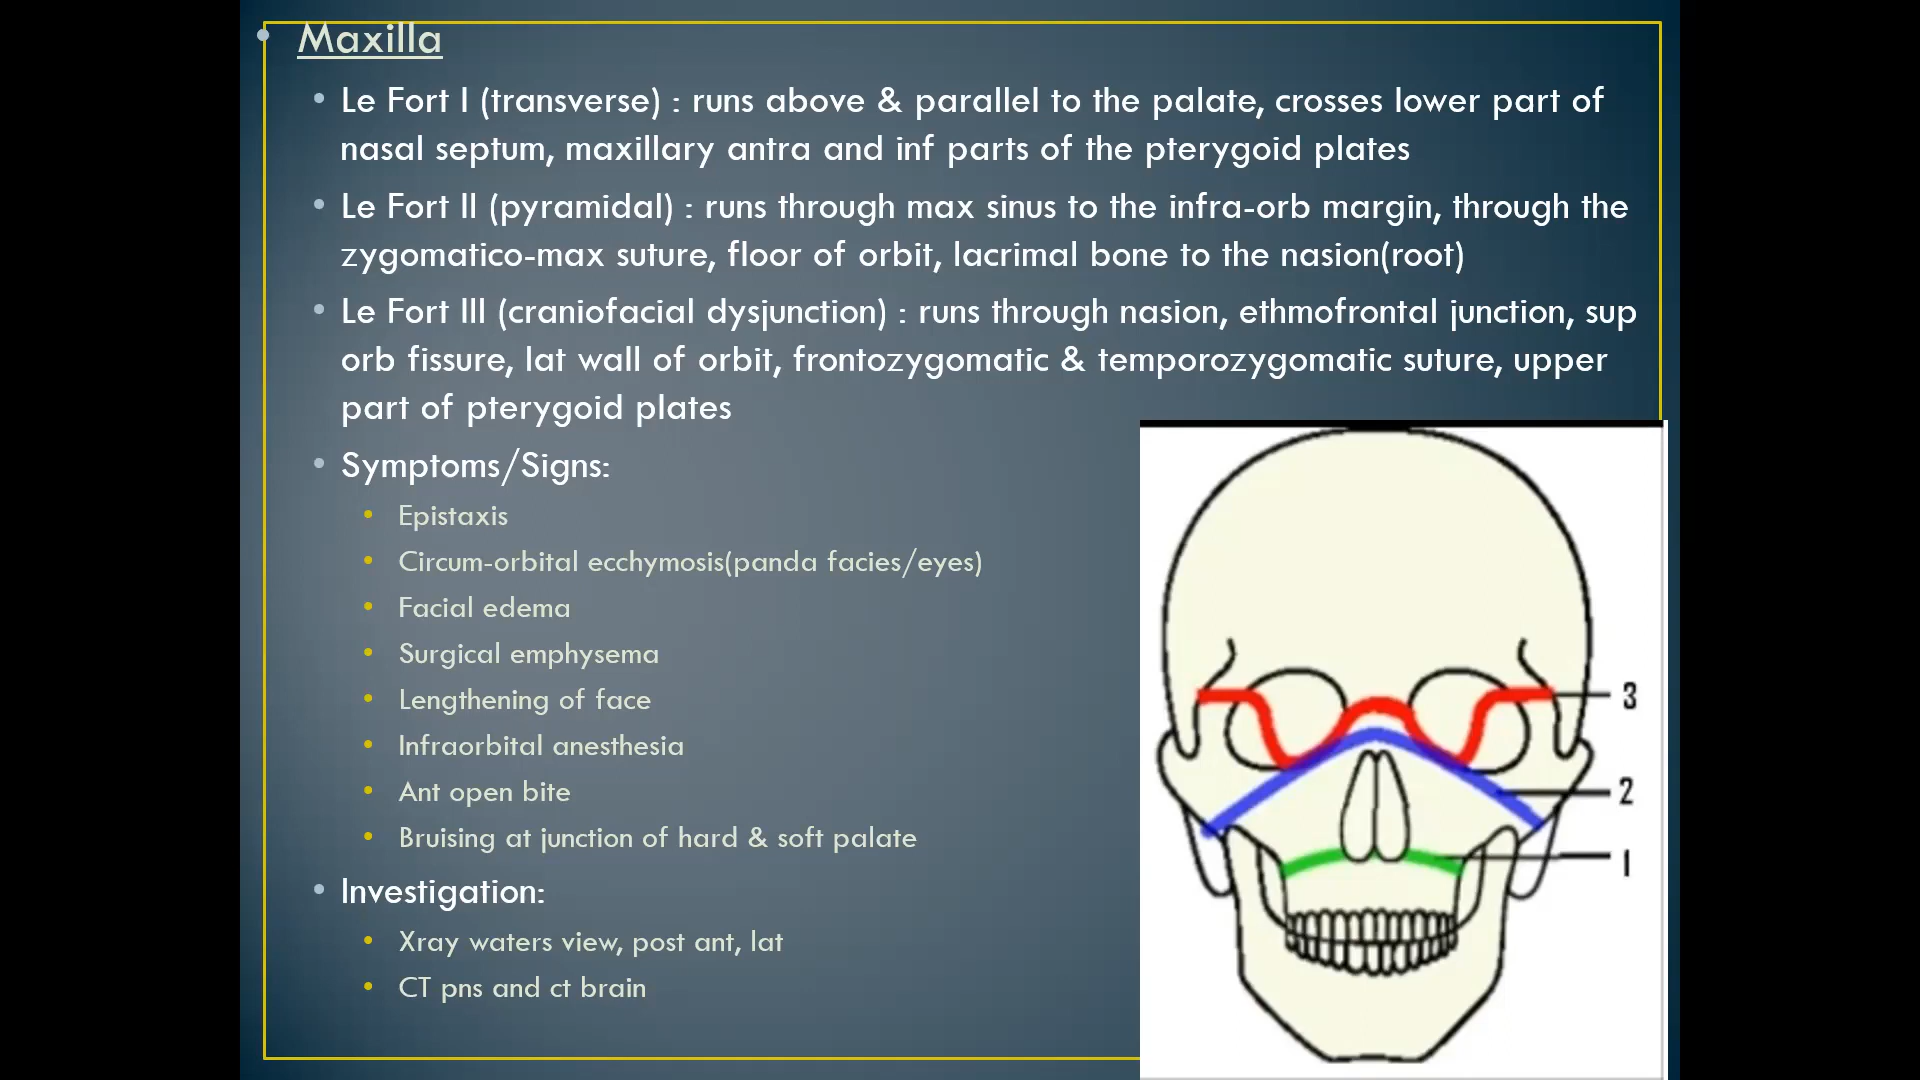 • Maxilla
• Le Fort I (transverse) : runs above & parallel to the palate, crosses lower part of
nasal septum, maxillary antra and inf parts of the pterygoid plates
• Le Fort II (pyramidal) : runs through max sinus to the infra-orb margin, through the
zygomatico-max suture, floor of orbit, lacrimal bone to the nasion(root)
• Le Fort III (craniofacial dysjunction) : runs through nasion, ethmofrontal junction, sup
orb fissure, lat wall of orbit, frontozygomatic & temporozygomatic suture, upper
part of pterygoid plates
• Symptoms/Signs:
• Epistaxis
• Circum-orbital ecchymosis(panda facies/eyes)
• Facial edema
• Surgical emphysema
• Lengthening of face
• Infraorbital anesthesia
• Ant open bite
• Bruising at junction of hard & soft palate
• Investigation:
• Xray waters view, post ant, lat
• CT pns and ct brain
3
2
1